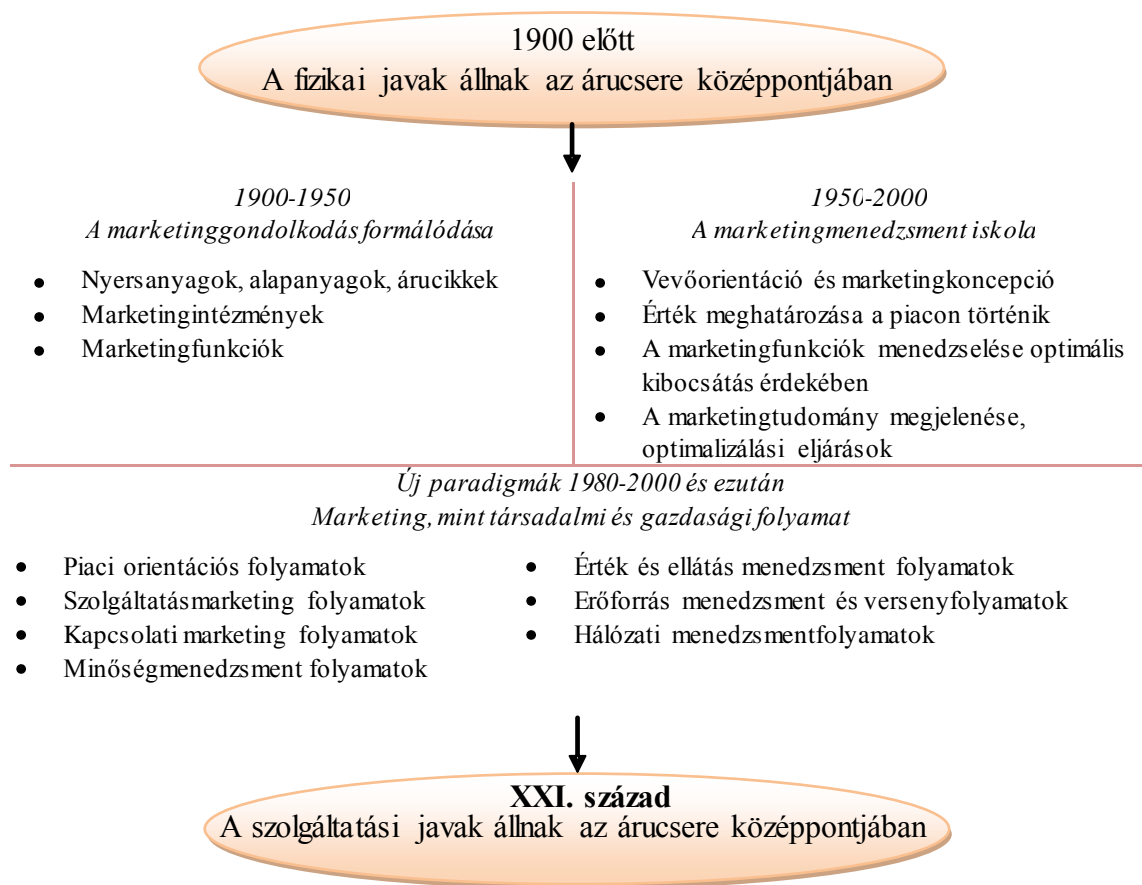 1900 előtt
A fizikai javak állnak az árucsere középpontjában
1900-1950
A marketinggondolkodás formálódása
● Nyersanyagok, alapanyagok, árucikkek
● Marketingintézmények
● Marketingfunkciók
1950-2000
A marketingmenedzsment iskola
● Vevőorientáció és marketingkoncepció
● Érték meghatározása a piacon történik
● A marketingfunkciók menedzselése optimális
kibocsátás érdekében
● A marketingtudomány megjelenése,
optimalizálási eljárások
Új paradigmák 1980-2000 és ezután
Marketing, mint társadalmi és gazdasági folyamat
● Piaci orientációs folyamatok
● Szolgáltatásmarketing folyamatok
● Kapcsolati marketing folyamatok
● Minőségmenedzsment folyamatok
● Érték és ellátás menedzsment folyamatok
● Erőforrás menedzsment és versenyfolyamatok
● Hálózati menedzsmentfolyamatok
XXI. század
A szolgáltatási javak állnak az árucsere középpontjában